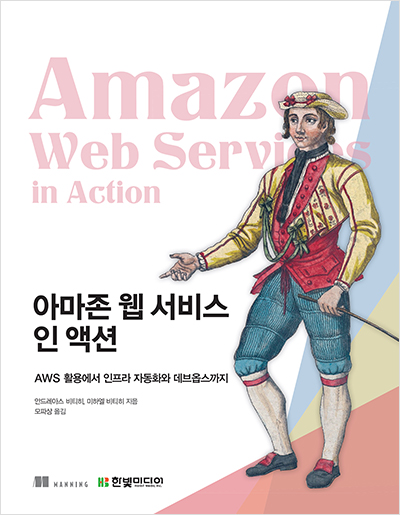 Amazon
Web Services
in Action
아마존 웹 서비스
인 액션
AWS 활용에서 인프라 자동화와 데브옵스까지
안드레아스 비티히, 미하엘 비티히 지음
오파상 옮김
MANNING
한빛미디어